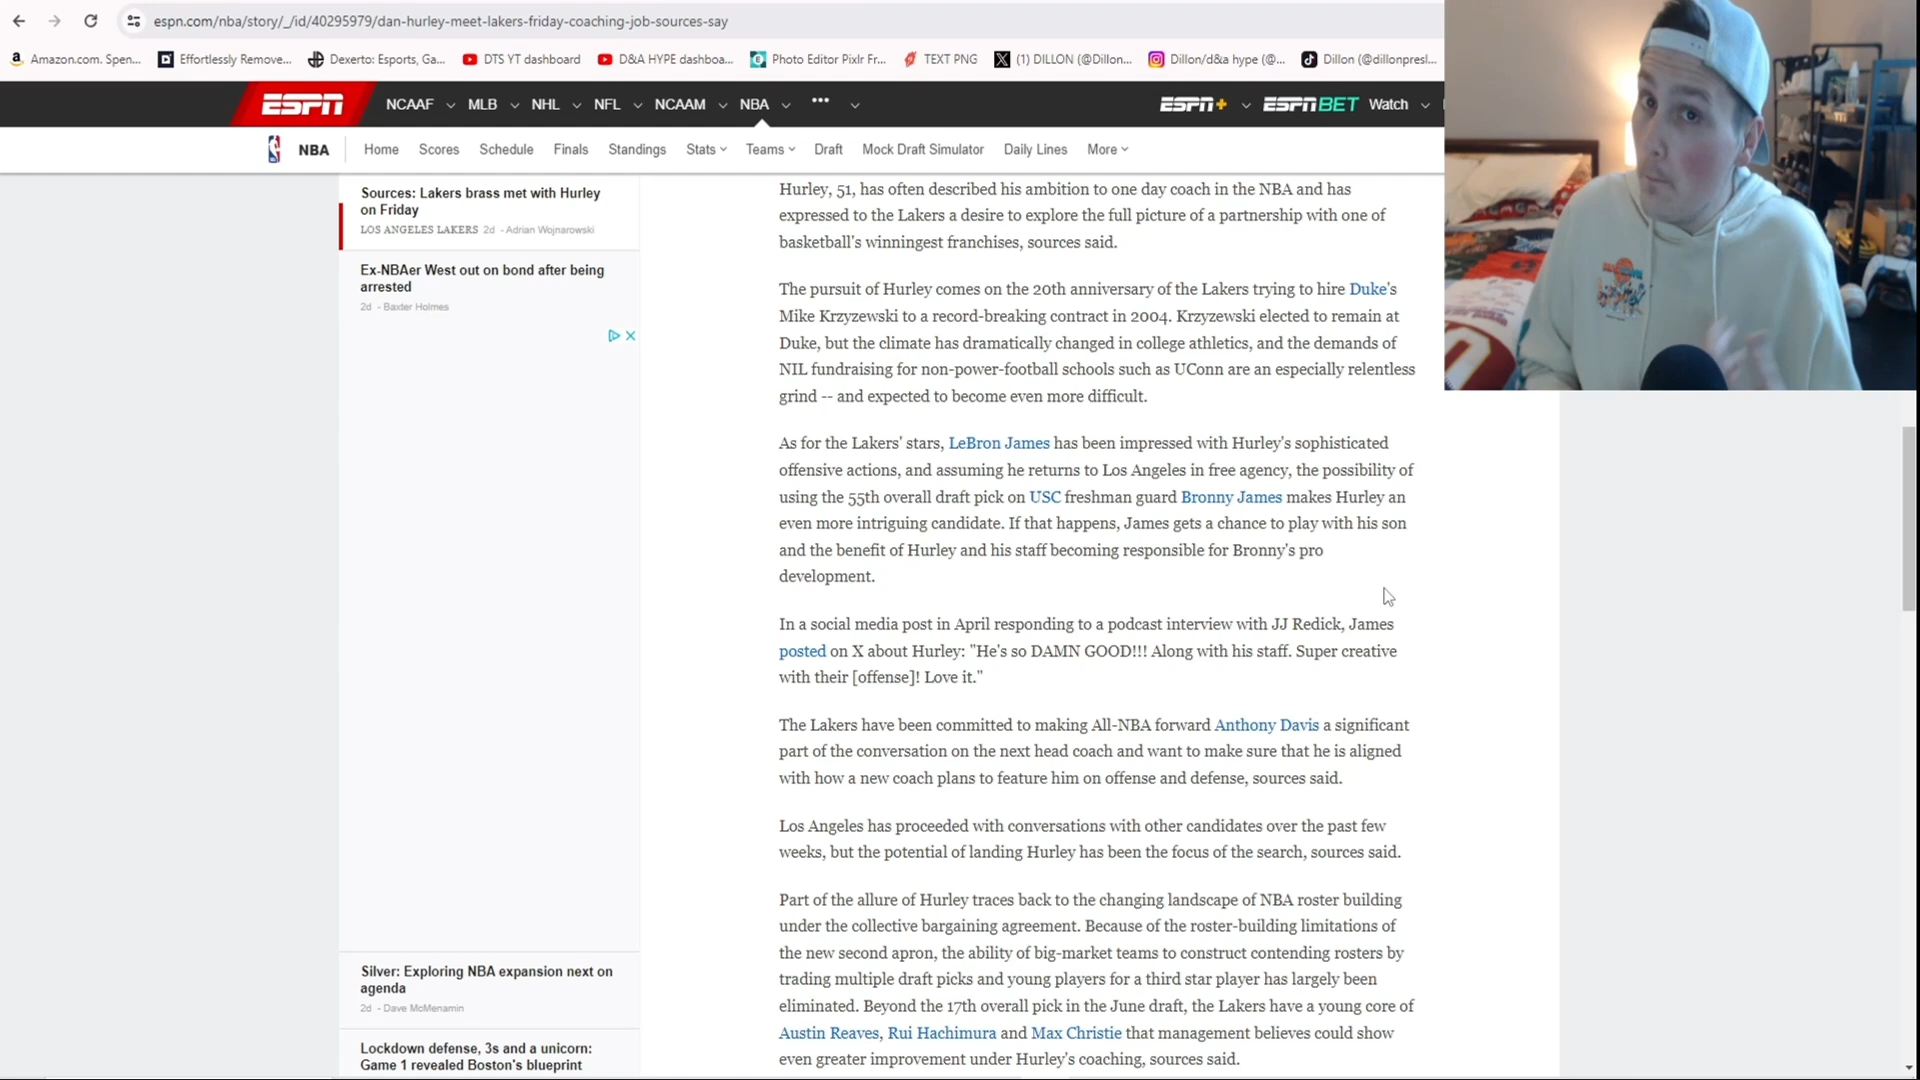 espn.com/nba/story/_/id/40295979/dan-hurley-meet-lakers-friday-coaching-job-sources-say
Amazon.com. Spen... Effortlessly Remove... Dexerto: Esports, Ga... DTS YT dashboard D&A HYPE dashboa... Photo Editor Pixlr Fr... TEXT PNG (1) DILLON (@Dillon... Dillon/d&a hype (@... Dillon (@dillonpresl...
ESPN NCAAF MLB NHL NFL NCAAM NBA ••• ESPN+ ESPN BET Watch
NBA Home Scores Schedule Finals Standings Stats Teams Draft Mock Draft Simulator Daily Lines More
Sources: Lakers brass met with Hurley
on Friday
LOS ANGELES LAKERS 2d - Adrian Wojnarowski
Ex-NBAer West out on bond after being
arrested
2d - Baxter Holmes
Silver: Exploring NBA expansion next on
agenda
2d - Dave McMenamin
Lockdown defense, 3s and a unicorn:
Game 1 revealed Boston's blueprint
Hurley, 51, has often described his ambition to one day coach in the NBA and has
expressed to the Lakers a desire to explore the full picture of a partnership with one of
basketball's winningest franchises, sources said.
The pursuit of Hurley comes on the 20th anniversary of the Lakers trying to hire Duke's
Mike Krzyzewski to a record-breaking contract in 2004. Krzyzewski elected to remain at
Duke, but the climate has dramatically changed in college athletics, and the demands of
NIL fundraising for non-power-football schools such as UConn are an especially relentless
grind -- and expected to become even more difficult.
As for the Lakers' stars, LeBron James has been impressed with Hurley's sophisticated
offensive actions, and assuming he returns to Los Angeles in free agency, the possibility of
using the 55th overall draft pick on USC freshman guard Bronny James makes Hurley an
even more intriguing candidate. If that happens, James gets a chance to play with his son
and the benefit of Hurley and his staff becoming responsible for Bronny's pro
development.
In a social media post in April responding to a podcast interview with JJ Redick, James
posted on X about Hurley: "He's so DAMN GOOD!!! Along with his staff. Super creative
with their [offense]! Love it."
The Lakers have been committed to making All-NBA forward Anthony Davis a significant
part of the conversation on the next head coach and want to make sure that he is aligned
with how a new coach plans to feature him on offense and defense, sources said.
Los Angeles has proceeded with conversations with other candidates over the past few
weeks, but the potential of landing Hurley has been the focus of the search, sources said.
Part of the allure of Hurley traces back to the changing landscape of NBA roster building
under the collective bargaining agreement. Because of the roster-building limitations of
the new second apron, the ability of big-market teams to construct contending rosters by
trading multiple draft picks and young players for a third star player has largely been
eliminated. Beyond the 17th overall pick in the June draft, the Lakers have a young core of
Austin Reaves, Rui Hachimura and Max Christie that management believes could show
even greater improvement under Hurley's coaching, sources said.